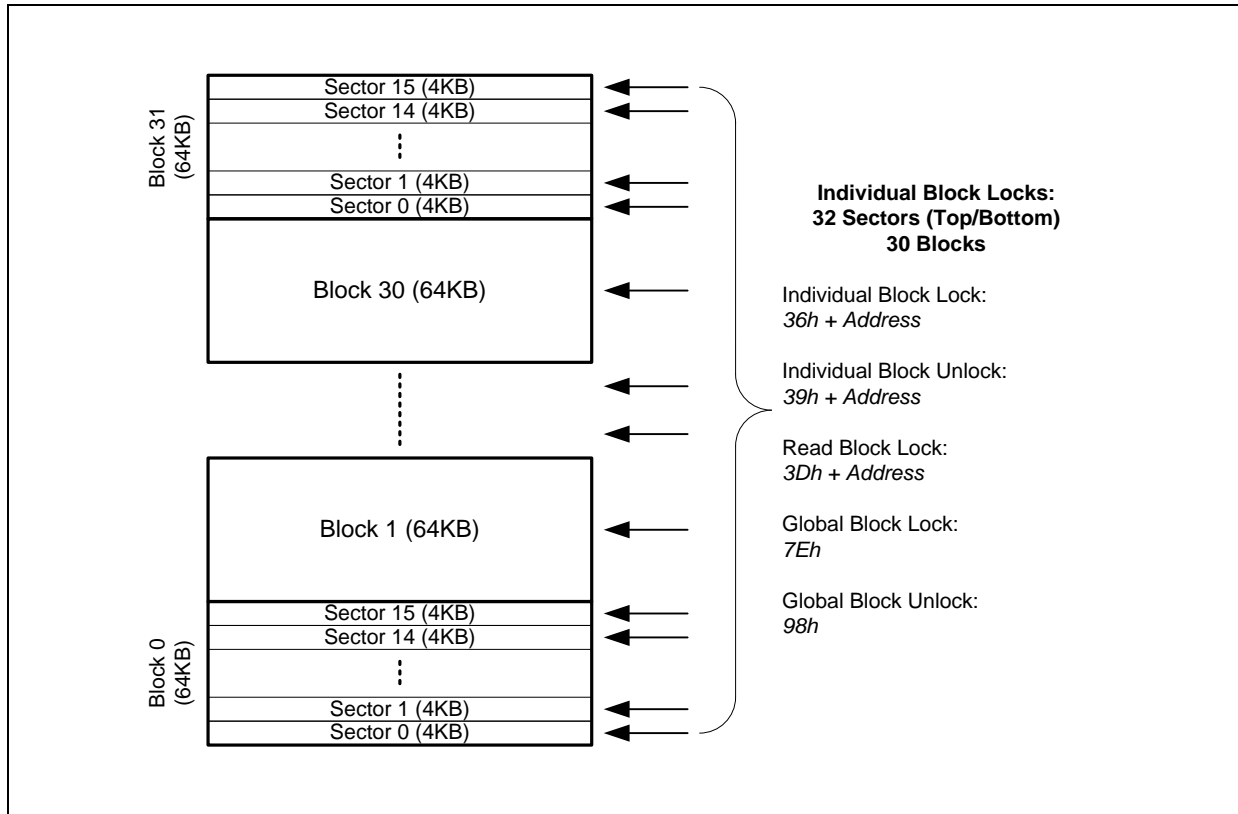 Block 31
(64KB)
Sector 15 (4KB)
Sector 14 (4KB)
Sector 1 (4KB)
Sector 0 (4KB)
Block 30 (64KB)
Block 1 (64KB)
Block 0
(64KB)
Sector 15 (4KB)
Sector 14 (4KB)
Sector 1 (4KB)
Sector 0 (4KB)
Individual Block Locks:
32 Sectors (Top/Bottom)
30 Blocks
Individual Block Lock:
36h + Address
Individual Block Unlock:
39h + Address
Read Block Lock:
3Dh + Address
Global Block Lock:
7Eh
Global Block Unlock:
98h